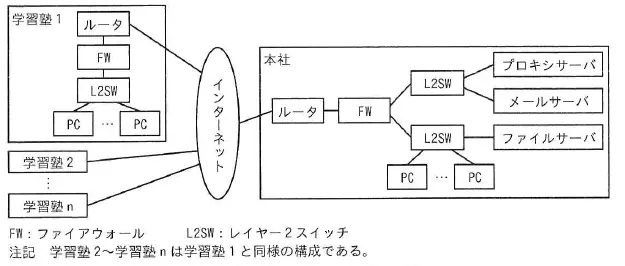 学習塾1
ルータ
FW
L2SW
PC … PC
学習塾2
⋮
学習塾n
インターネット
本社
ルータ
FW
L2SW
プロキシサーバ
メールサーバ
L2SW
ファイルサーバ
PC … PC
FW：ファイアウォール　L2SW：レイヤー2スイッチ
注記　学習塾2〜学習塾nは学習塾1と同様の構成である。